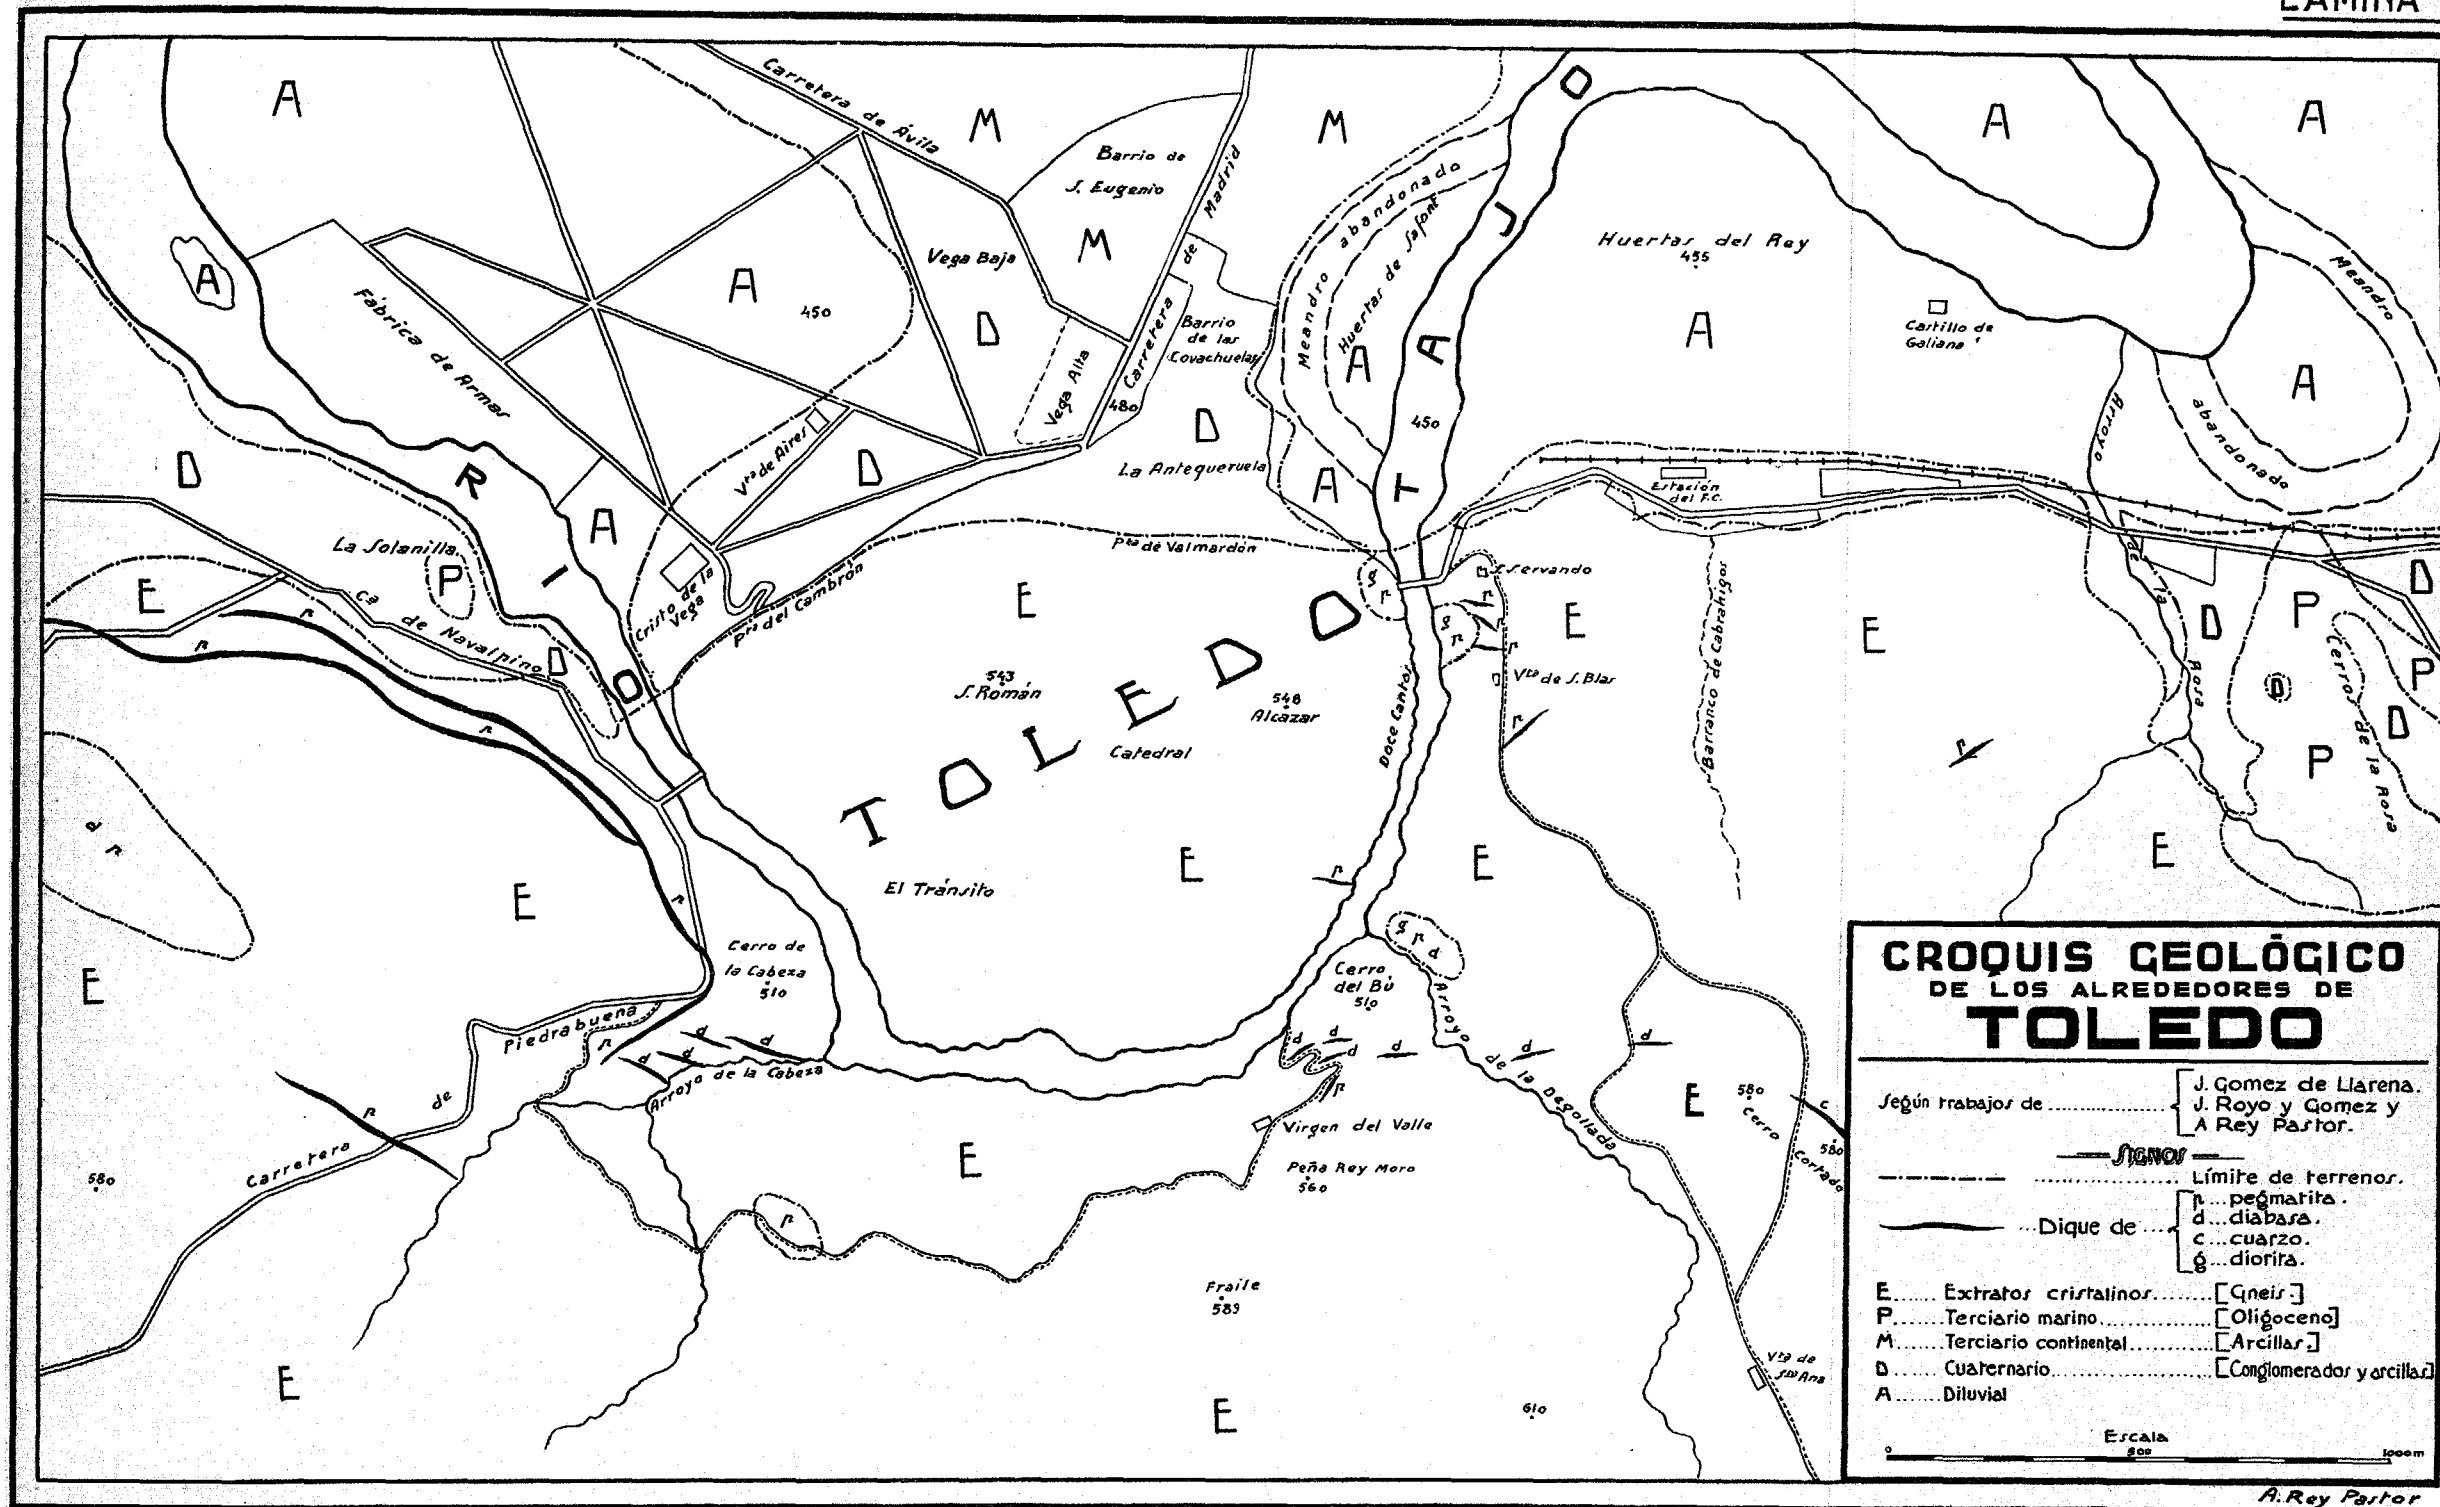 LAMINA
Carretera de Ávila
A
M
M
A
A
Barrio de
S. Eugenio
Carretera de Madrid
M
Vega Baja
A
A
450
D
Fábrica de Armas
Vega Alta
480
Barrio
de las
Covachuelas
Meandro abandonado
Huertas de Safont
A
RIO TAJO
450
Huertas del Rey
455
A
Castillo de
Galiana
Meandro abandonado
A
D
La Antequeruela
A
Vta de Aires
D
A
D
Estación
del F.C.
Arroyo de la Rosa
La Solanilla
P
E
Ca de Navalpino
D
Cristo de la
Vega
Pta del Cambrón
Pta de Valmardón
E
g
p
S. Servando
g
p
p
p
p
E
Vta de S. Blas
p
Barranco de Cabrahigos
E
D
P
D
P
D
D
P
Cerros de la Rosa
p
E
p
p
p
d
p
543
S. Román
548
Alcazar
Catedral
TOLEDO
Doce Cantos
El Tránsito
E
E
p
E
E
p
Cerro de
la Cabeza
510
g
p
d
Cerro
del Bú
510
Arroyo de la Degollada
Carretera de Piedrabuena
p
d
d
d
d
Arroyo de la Cabeza
d
d
d
d
d
d
p
p
580
E
Virgen del Valle
Peña Rey Moro
560
E
580
Cerro Cortado
c
580
p
Fraile
589
E
E
610
Vta de
Sta Ana
CROQUIS GEOLÓGICO
DE LOS ALREDEDORES DE
TOLEDO
Según trabajos de
J. Gomez de Llarena.
J. Royo y Gomez y
A Rey Pastor.
SIGNOS
Límite de terrenos.
Dique de
p...pegmatita.
d...diabasa.
c...cuarzo.
g...diorita.
E...... Extratos cristalinos........[Gneis.]
P.......Terciario marino..............[Oligoceno]
M.......Terciario continental..........[Arcillas.]
D...... Cuaternario....................[Conglomerados y arcillas]
A...... Diluvial
Escala
0 500 1000m
A. Rey Pastor